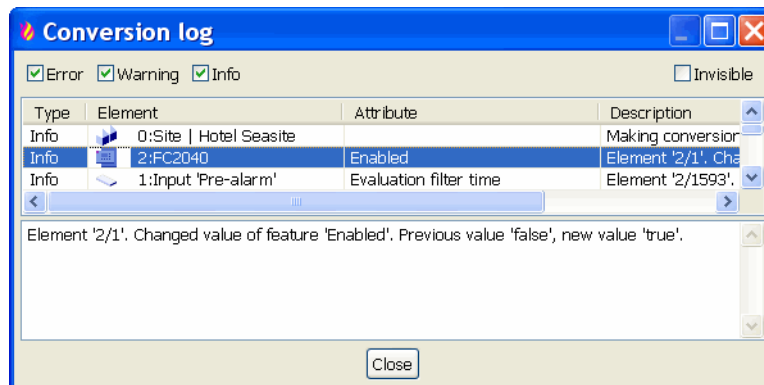 Conversion log
Error Warning Info Invisible
Type Element Attribute Description
Info 0:Site | Hotel Seasite Making conversion
Info 2:FC2040 Enabled Element '2/1'. Cha
Info 1:Input 'Pre-alarm' Evaluation filter time Element '2/1593'.
Element '2/1'. Changed value of feature 'Enabled'. Previous value 'false', new value 'true'.
Close